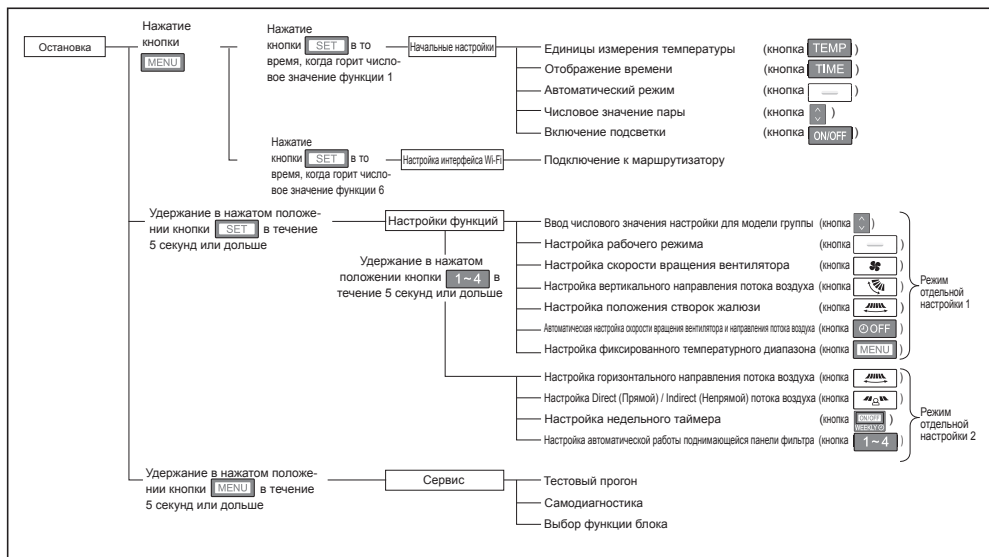 Остановка
Нажатие
кнопки
MENU
Нажатие
кнопки SET в то
время, когда горит число-
вое значение функции 1
Начальные настройки
Единицы измерения температуры (кнопка TEMP )
Отображение времени (кнопка TIME )
Автоматический режим (кнопка )
Числовое значение пары (кнопка )
Включение подсветки (кнопка ON/OFF )
Нажатие
кнопки SET в то
время, когда горит число-
вое значение функции 6
Настройка интерфейса Wi-Fi
Подключение к маршрутизатору
Удержание в нажатом положе-
нии кнопки SET в течение
5 секунд или дольше
Настройки функций
Ввод числового значения настройки для модели группы (кнопка )
Настройка рабочего режима (кнопка )
Настройка скорости вращения вентилятора (кнопка )
Настройка вертикального направления потока воздуха (кнопка )
Настройка положения створок жалюзи (кнопка )
Автоматическая настройка скорости вращения вентилятора и направления потока воздуха (кнопка OFF )
Настройка фиксированного температурного диапазона (кнопка MENU )
Режим
отдельной
настройки 1
Удержание в нажатом
положении кнопки 1~4 в
течение 5 секунд или дольше
Настройка горизонтального направления потока воздуха (кнопка )
Настройка Direct (Прямой) / Indirect (Непрямой) потока воздуха (кнопка )
Настройка недельного таймера (кнопка ON/OFF WEEKLY )
Настройка автоматической работы поднимающейся панели фильтра (кнопка 1~4 )
Режим
отдельной
настройки 2
Удержание в нажатом положе-
нии кнопки MENU в течение
5 секунд или дольше
Сервис
Тестовый прогон
Самодиагностика
Выбор функции блока